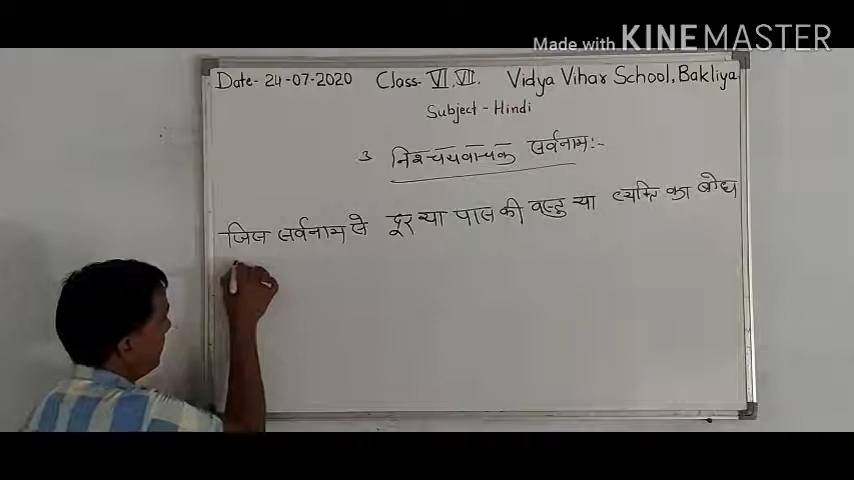 Made with KINEMASTER
Date- 24-07-2020 Class- VI, VII. Vidya Vihar School, Bakliya
Subject - Hindi
3 निश्चयवाचक सर्वनाम:-
जिस सर्वनाम से दूर या पास की वस्तु या व्यक्ति का बोध